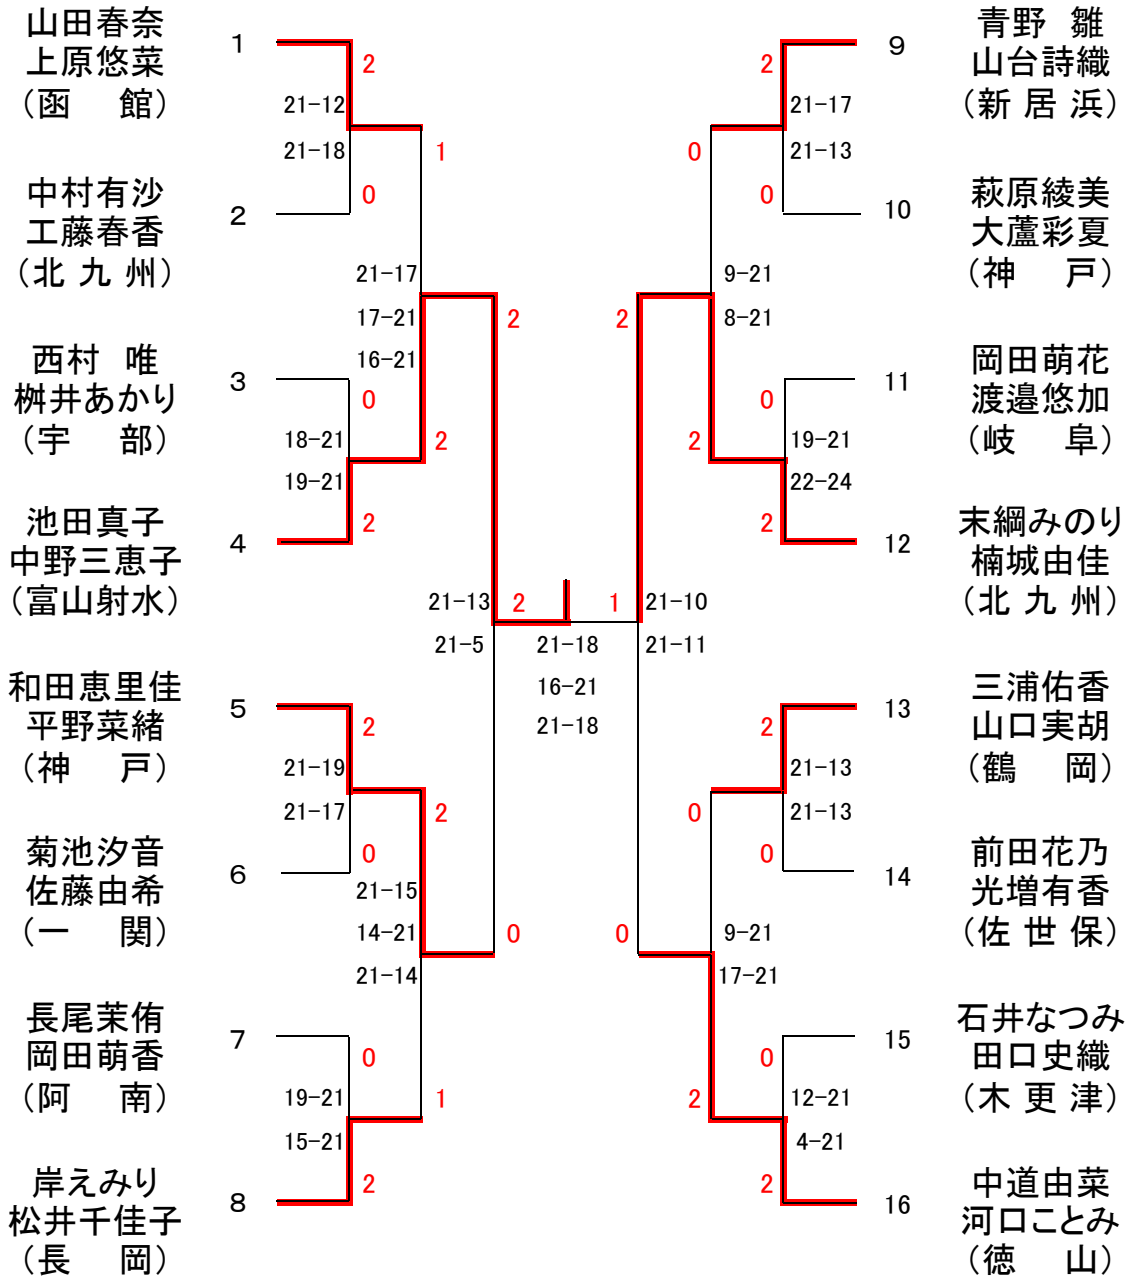 山田春奈
上原悠菜
（函　館）
1
中村有沙
工藤春香
（北 九 州）
2
西村　唯
桝井あかり
（宇　部）
3
池田真子
中野三恵子
（富山射水）
4
和田恵里佳
平野菜緒
（神　戸）
5
菊池汐音
佐藤由希
（一　関）
6
長尾茉侑
岡田萌香
（阿　南）
7
岸えみり
松井千佳子
（長　岡）
8
2
21-12
21-18
0
1
21-17
17-21
16-21
0
18-21
19-21
2
2
2
21-13
21-5
2
21-19
21-17
0
2
21-15
14-21
21-14
0
19-21
15-21
2
1
0
2
1
21-18
16-21
21-18
2
21-10
21-11
0
0
9-21
8-21
2
0
9-21
17-21
2
2
21-17
21-13
0
0
19-21
22-24
2
2
21-13
21-13
0
0
12-21
4-21
2
9
青野　雛
山台詩織
（新 居 浜）
10
萩原綾美
大蘆彩夏
（神　戸）
11
岡田萌花
渡邉悠加
（岐　阜）
12
末綱みのり
楠城由佳
（北 九 州）
13
三浦佑香
山口実胡
（鶴　岡）
14
前田花乃
光増有香
（佐 世 保）
15
石井なつみ
田口史織
（木 更 津）
16
中道由菜
河口ことみ
（徳　山）